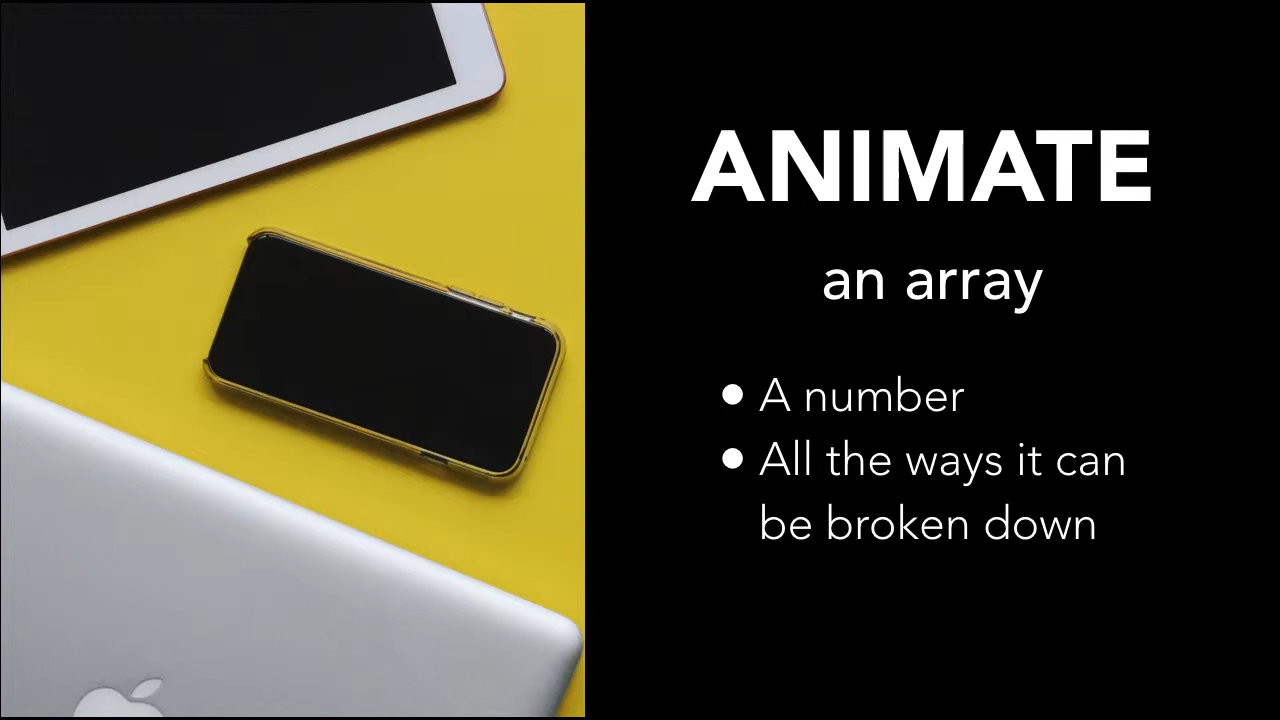 ANIMATE
an array
● A number
● All the ways it can
be broken down